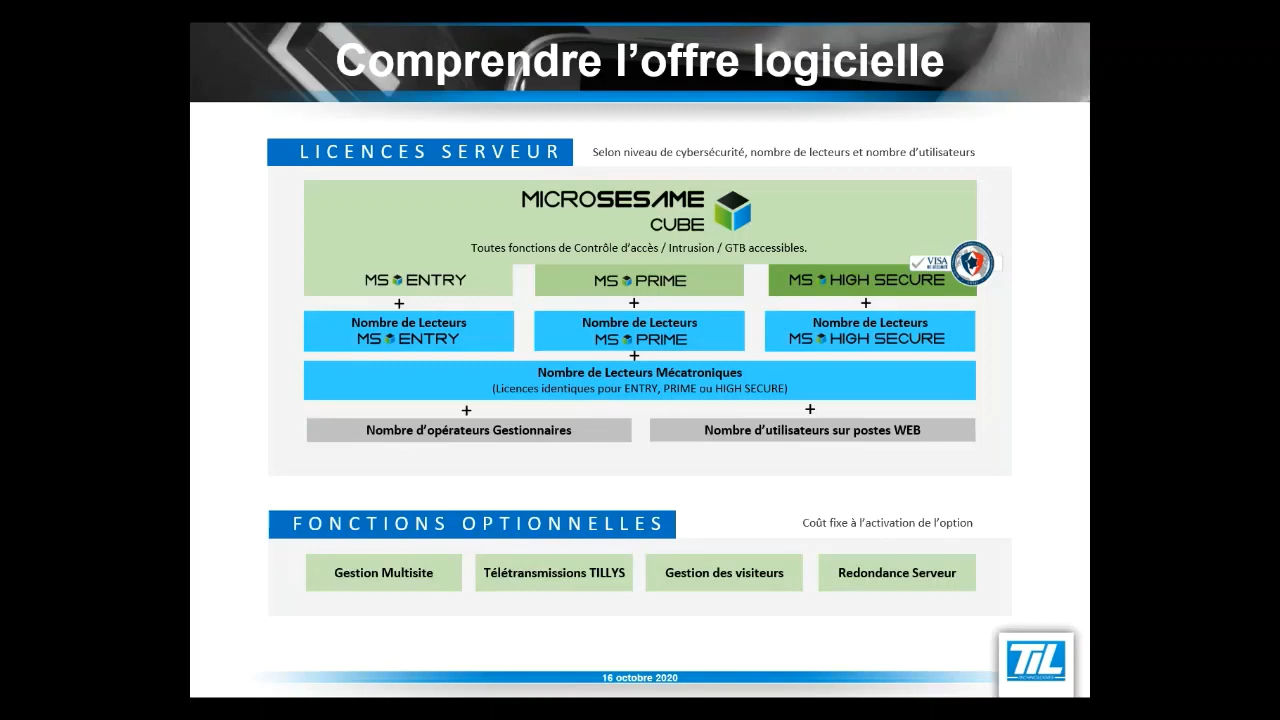 Comprendre l’offre logicielle
LICENCES SERVEUR
Selon niveau de cybersécurité, nombre de lecteurs et nombre d’utilisateurs
MICROSESAME
CUBE
Toutes fonctions de Contrôle d’accès / Intrusion / GTB accessibles.
VISA
DE SÉCURITÉ
MS ENTRY
MS PRIME
MS HIGH SECURE
+ + +
Nombre de Lecteurs
MS ENTRY
Nombre de Lecteurs
MS PRIME
Nombre de Lecteurs
MS HIGH SECURE
+
Nombre de Lecteurs Mécatroniques
(Licences identiques pour ENTRY, PRIME ou HIGH SECURE)
+ +
Nombre d’opérateurs Gestionnaires
Nombre d’utilisateurs sur postes WEB
FONCTIONS OPTIONNELLES
Coût fixe à l’activation de l’option
Gestion Multisite
Télétransmissions TILLYS
Gestion des visiteurs
Redondance Serveur
16 octobre 2020
TIL
TECHNOLOGIES